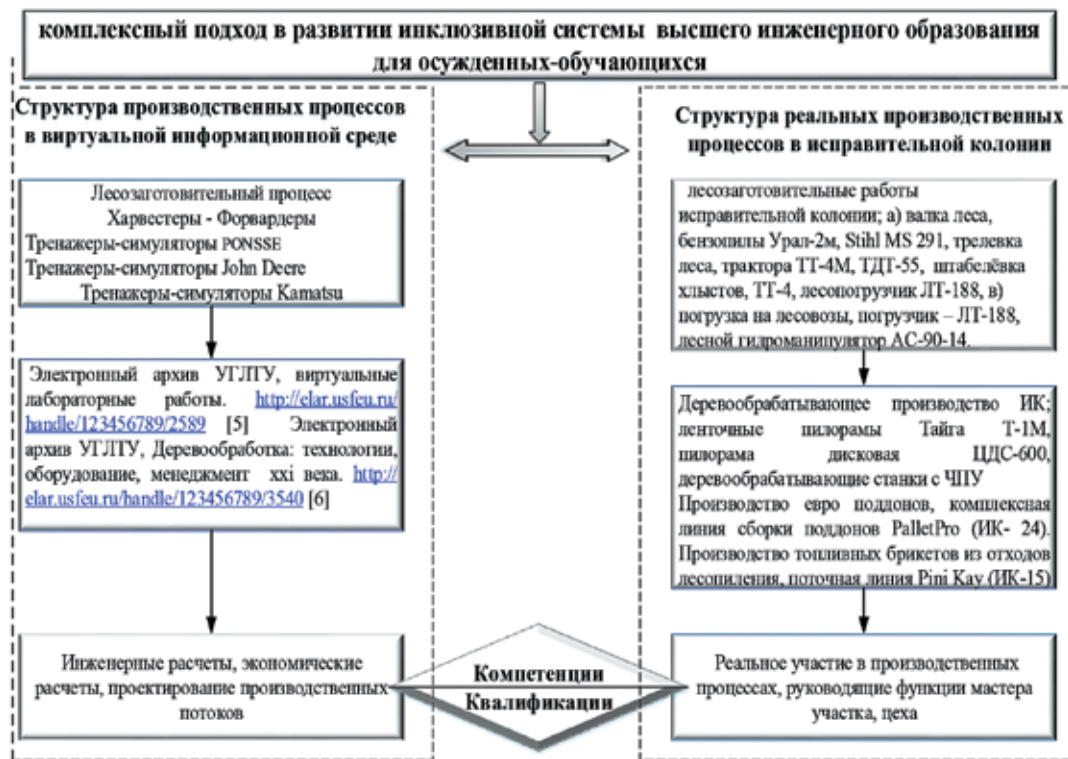 комплексный подход в развитии инклюзивной системы высшего инженерного образования
для осужденных-обучающихся
Структура производственных процессов
в виртуальной информационной среде
Лесозаготовительный процесс
Харвестеры - Форвардеры
Тренажеры-симуляторы PONSSE
Тренажеры-симуляторы John Deere
Тренажеры-симуляторы Kamatsu
Электронный архив УГЛТУ, виртуальные
лабораторные работы. http://elar.usfeu.ru/
handle/123456789/2589 [5] Электронный
архив УГЛТУ, Деревообработка: технологии,
оборудование, менеджмент xxi века. http://
elar.usfeu.ru/handle/123456789/3540 [6]
Инженерные расчеты, экономические
расчеты, проектирование производственных
потоков
Компетенции
Квалификации
Структура реальных производственных
процессов в исправительной колонии
лесозаготовительные работы
исправительной колонии; а) валка леса,
бензопилы Урал-2м, Stihl MS 291, трелевка
леса, трактора ТТ-4М, ТДТ-55, штабелёвка
хлыстов, ТТ-4, лесопогрузчик ЛТ-188, в)
погрузка на лесовозы, погрузчик – ЛТ-188,
лесной гидроманипулятор АС-90-14.
Деревообрабатывающее производство ИК;
ленточные пилорамы Тайга Т-1М,
пилорама дисковая ЦДС-600,
деревообрабатывающие станки с ЧПУ
Производство евро поддонов, комплексная
линия сборки поддонов PalletPro (ИК- 24).
Производство топливных брикетов из отходов
лесопиления, поточная линия Pini Kay (ИК-15)
Реальное участие в производственных
процессах, руководящие функции мастера
участка, цеха